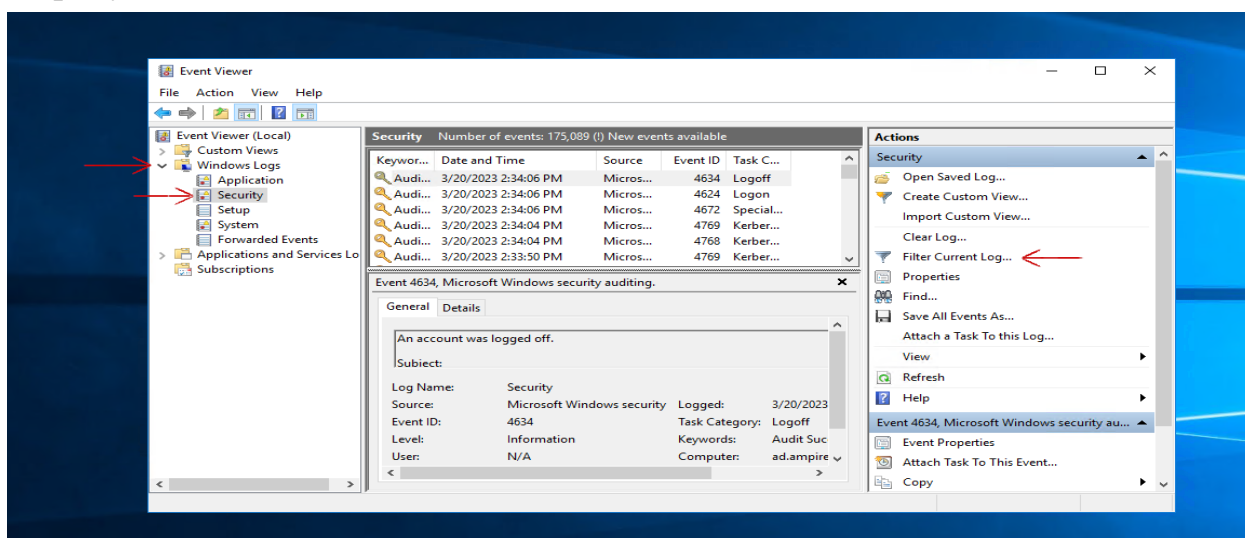 Event Viewer
File Action View Help
Event Viewer (Local)
Custom Views
Windows Logs
Application
Security
Setup
System
Forwarded Events
Applications and Services Lo
Subscriptions
Security Number of events: 175,089 (!) New events available
Keywor... Date and Time Source Event ID Task C...
Audi... 3/20/2023 2:34:06 PM Micros... 4634 Logoff
Audi... 3/20/2023 2:34:06 PM Micros... 4624 Logon
Audi... 3/20/2023 2:34:06 PM Micros... 4672 Special...
Audi... 3/20/2023 2:34:04 PM Micros... 4769 Kerber...
Audi... 3/20/2023 2:34:04 PM Micros... 4768 Kerber...
Audi... 3/20/2023 2:33:50 PM Micros... 4769 Kerber...
Event 4634, Microsoft Windows security auditing.
General Details
An account was logged off.
Subject:
Log Name: Security
Source: Microsoft Windows security Logged: 3/20/2023
Event ID: 4634 Task Category: Logoff
Level: Information Keywords: Audit Suc
User: N/A Computer: ad.ampire
Actions
Security
Open Saved Log...
Create Custom View...
Import Custom View...
Clear Log...
Filter Current Log...
Properties
Find...
Save All Events As...
Attach a Task To this Log...
View
Refresh
Help
Event 4634, Microsoft Windows security au...
Event Properties
Attach Task To This Event...
Copy